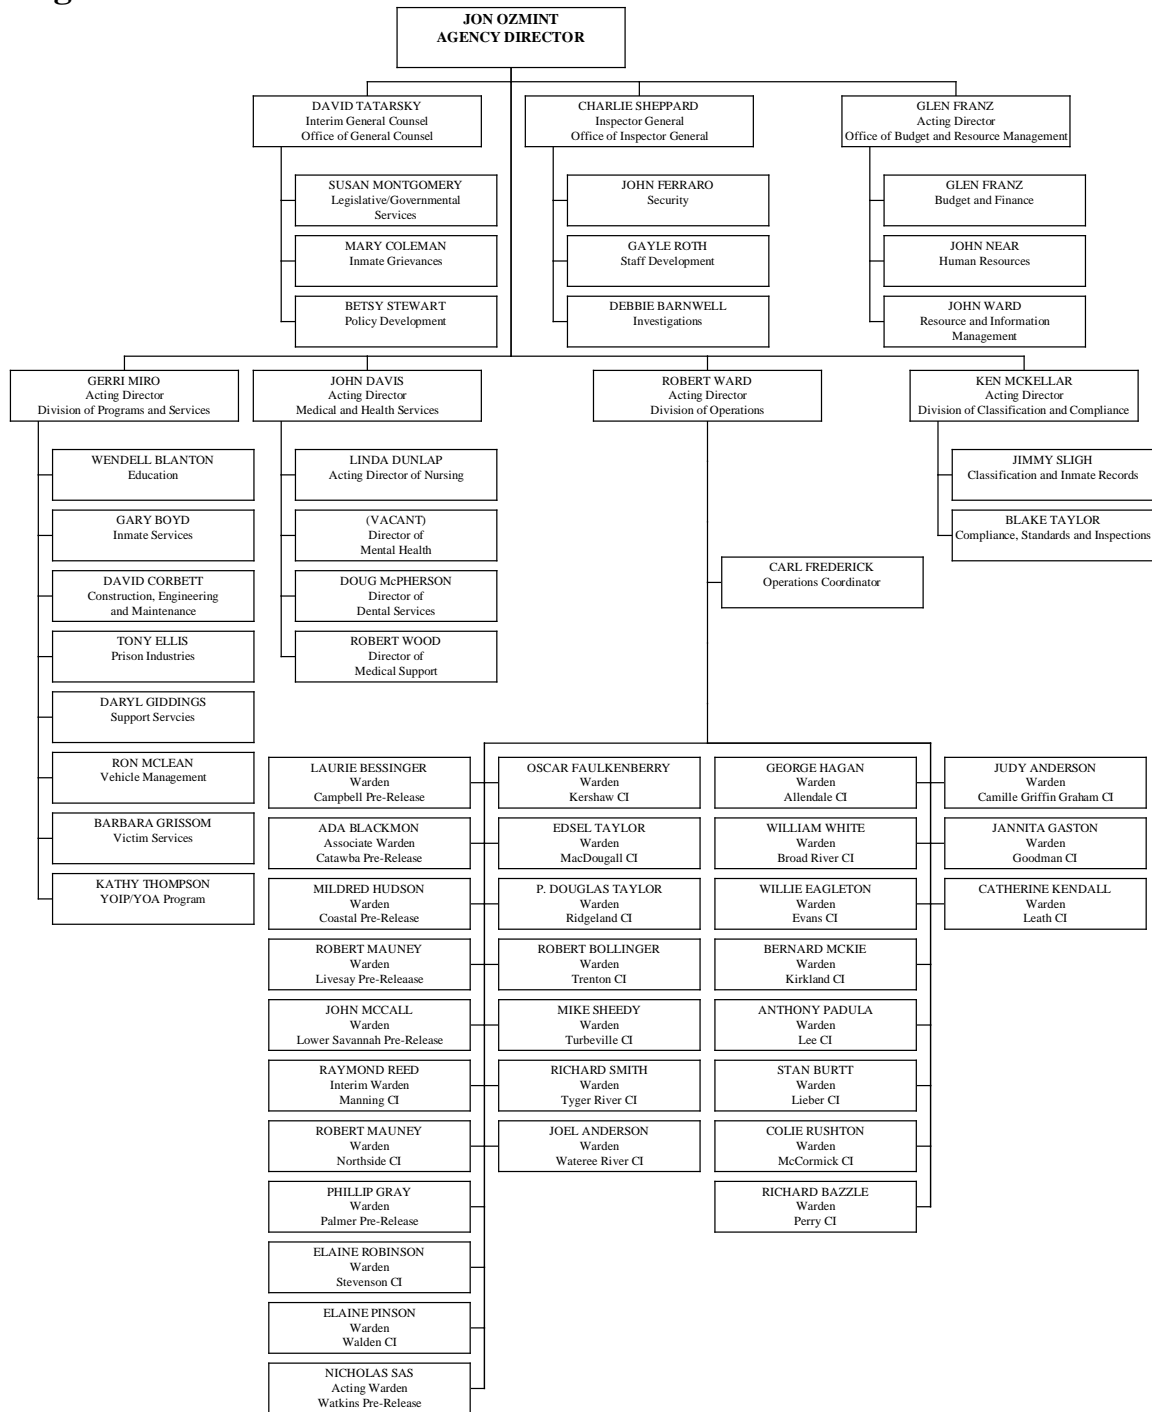 JON OZMINT
AGENCY DIRECTOR
DAVID TATARSKY
Interim General Counsel
Office of General Counsel
SUSAN MONTGOMERY
Legislative/Governmental
Services
MARY COLEMAN
Inmate Grievances
BETSY STEWART
Policy Development
CHARLIE SHEPPARD
Inspector General
Office of Inspector General
JOHN FERRARO
Security
GAYLE ROTH
Staff Development
DEBBIE BARNWELL
Investigations
GLEN FRANZ
Acting Director
Office of Budget and Resource Management
GLEN FRANZ
Budget and Finance
JOHN NEAR
Human Resources
JOHN WARD
Resource and Information
Management
GERRI MIRO
Acting Director
Division of Programs and Services
WENDELL BLANTON
Education
GARY BOYD
Inmate Services
DAVID CORBETT
Construction, Engineering
and Maintenance
TONY ELLIS
Prison Industries
DARYL GIDDINGS
Support Servcies
RON MCLEAN
Vehicle Management
BARBARA GRISSOM
Victim Services
KATHY THOMPSON
YOIP/YOA Program
JOHN DAVIS
Acting Director
Medical and Health Services
LINDA DUNLAP
Acting Director of Nursing
(VACANT)
Director of
Mental Health
DOUG McPHERSON
Director of
Dental Services
ROBERT WOOD
Director of
Medical Support
ROBERT WARD
Acting Director
Division of Operations
CARL FREDERICK
Operations Coordinator
KEN MCKELLAR
Acting Director
Division of Classification and Compliance
JIMMY SLIGH
Classification and Inmate Records
BLAKE TAYLOR
Compliance, Standards and Inspections
LAURIE BESSINGER
Warden
Campbell Pre-Release
ADA BLACKMON
Associate Warden
Catawba Pre-Release
MILDRED HUDSON
Warden
Coastal Pre-Release
ROBERT MAUNEY
Warden
Livesay Pre-Releaase
JOHN MCCALL
Warden
Lower Savannah Pre-Release
RAYMOND REED
Interim Warden
Manning CI
ROBERT MAUNEY
Warden
Northside CI
PHILLIP GRAY
Warden
Palmer Pre-Release
ELAINE ROBINSON
Warden
Stevenson CI
ELAINE PINSON
Warden
Walden CI
NICHOLAS SAS
Acting Warden
Watkins Pre-Release
OSCAR FAULKENBERRY
Warden
Kershaw CI
EDSEL TAYLOR
Warden
MacDougall CI
P. DOUGLAS TAYLOR
Warden
Ridgeland CI
ROBERT BOLLINGER
Warden
Trenton CI
MIKE SHEEDY
Warden
Turbeville CI
RICHARD SMITH
Warden
Tyger River CI
JOEL ANDERSON
Warden
Wateree River CI
GEORGE HAGAN
Warden
Allendale CI
WILLIAM WHITE
Warden
Broad River CI
WILLIE EAGLETON
Warden
Evans CI
BERNARD MCKIE
Warden
Kirkland CI
ANTHONY PADULA
Warden
Lee CI
STAN BURTT
Warden
Lieber CI
COLIE RUSHTON
Warden
McCormick CI
RICHARD BAZZLE
Warden
Perry CI
JUDY ANDERSON
Warden
Camille Griffin Graham CI
JANNITA GASTON
Warden
Goodman CI
CATHERINE KENDALL
Warden
Leath CI